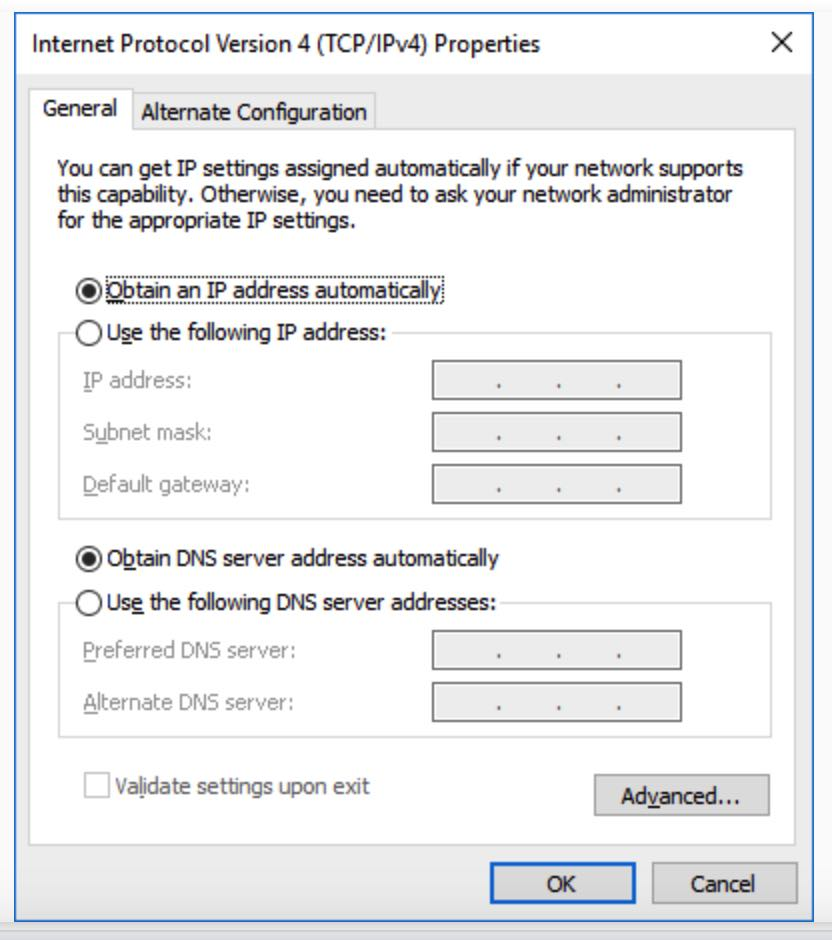 Internet Protocol Version 4 (TCP/IPv4) Properties
General
Alternate Configuration
You can get IP settings assigned automatically if your network supports
this capability. Otherwise, you need to ask your network administrator
for the appropriate IP settings.
Obtain an IP address automatically
Use the following IP address:
IP address:
. . .
Subnet mask:
. . .
Default gateway:
. . .
Obtain DNS server address automatically
Use the following DNS server addresses:
Preferred DNS server:
. . .
Alternate DNS server:
. . .
Validate settings upon exit
Advanced...
OK
Cancel